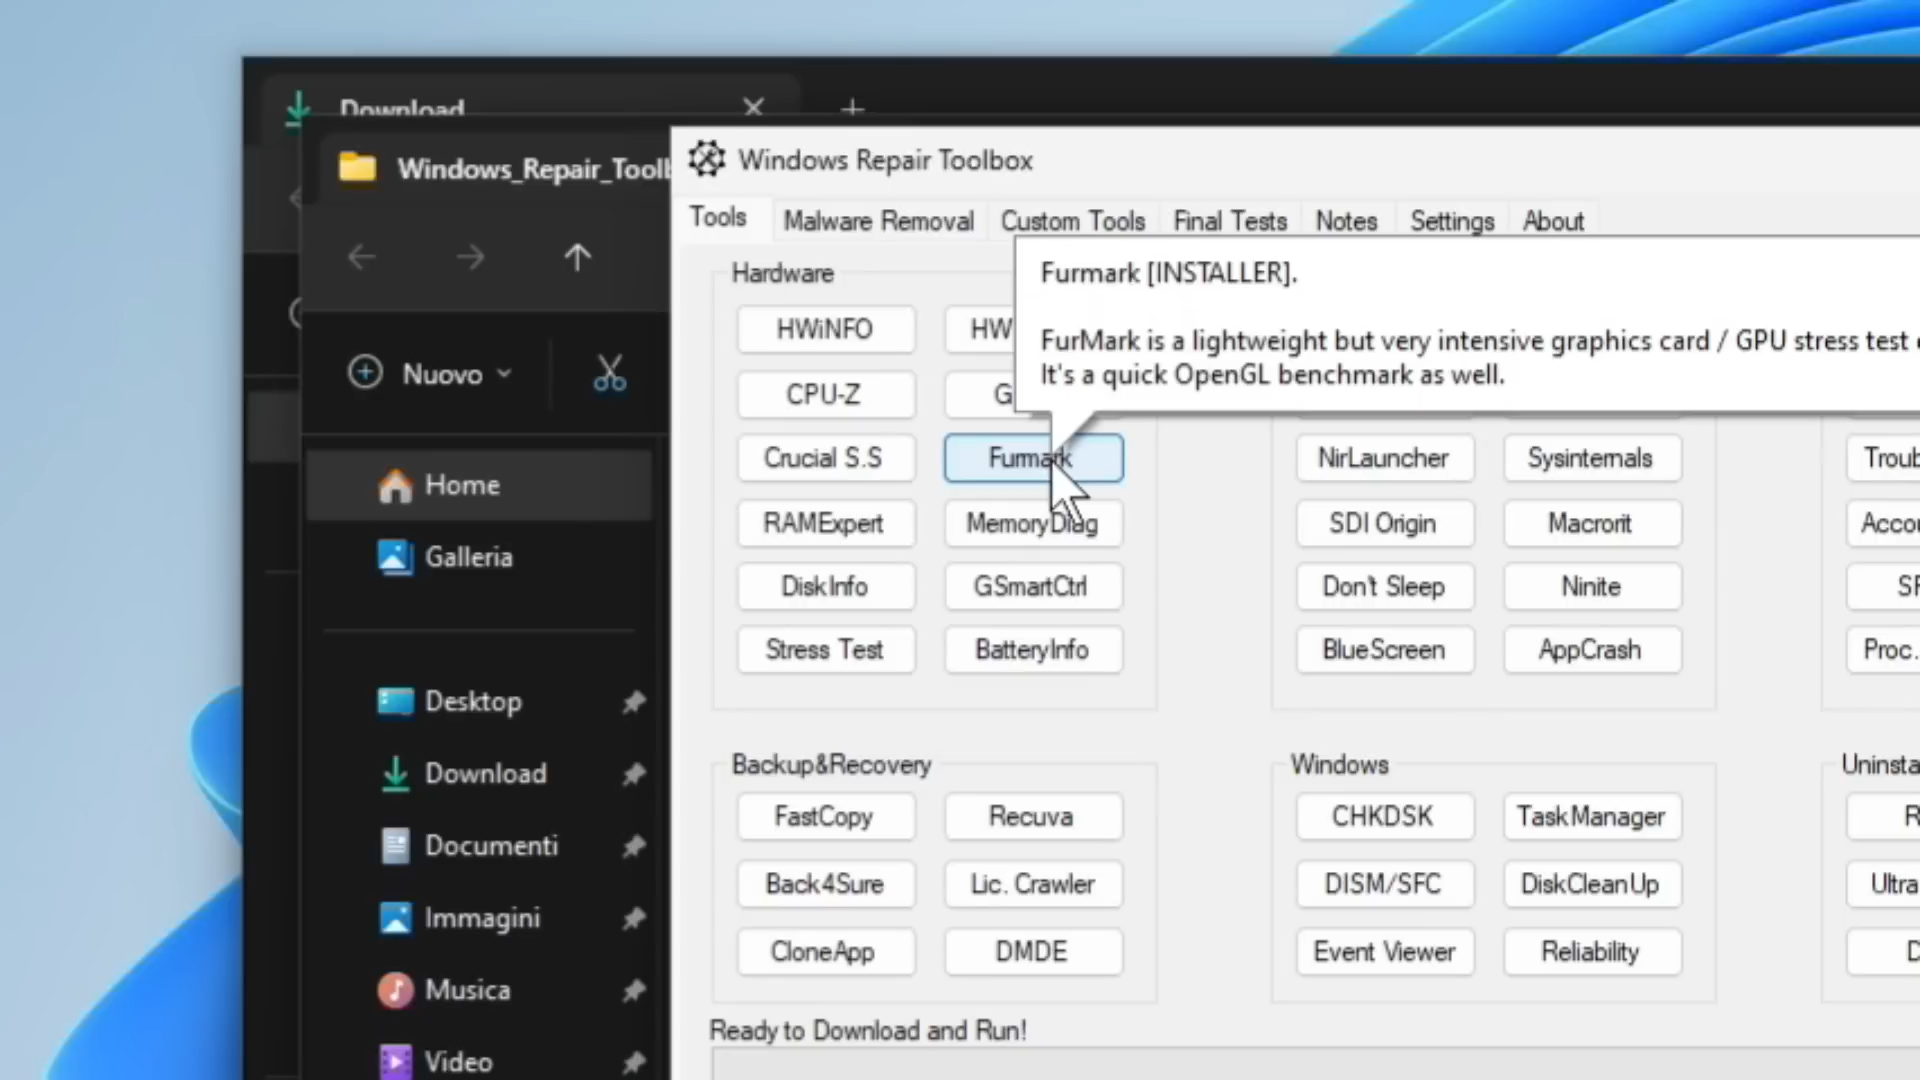 Download
Windows_Repair_Toolb
Windows Repair Toolbox
Tools Malware Removal Custom Tools Final Tests Notes Settings About
Furmark [INSTALLER].
FurMark is a lightweight but very intensive graphics card / GPU stress test
It's a quick OpenGL benchmark as well.
Nuovo
Home
Galleria
Desktop
Download
Documenti
Immagini
Musica
Video
Hardware
HWiNFO HW
CPU-Z G
Crucial S.S Furmark
RAMExpert MemoryDiag
DiskInfo GSmartCtrl
Stress Test BatteryInfo
NirLauncher Sysinternals
SDI Origin Macrorit
Don't Sleep Ninite
BlueScreen AppCrash
Troub
Accou
SF
Proc.
Backup&Recovery
FastCopy Recuva
Back4Sure Lic. Crawler
CloneApp DMDE
Windows
CHKDSK TaskManager
DISM/SFC DiskCleanUp
Event Viewer Reliability
Uninsta
R
Ultra
Ready to Download and Run!